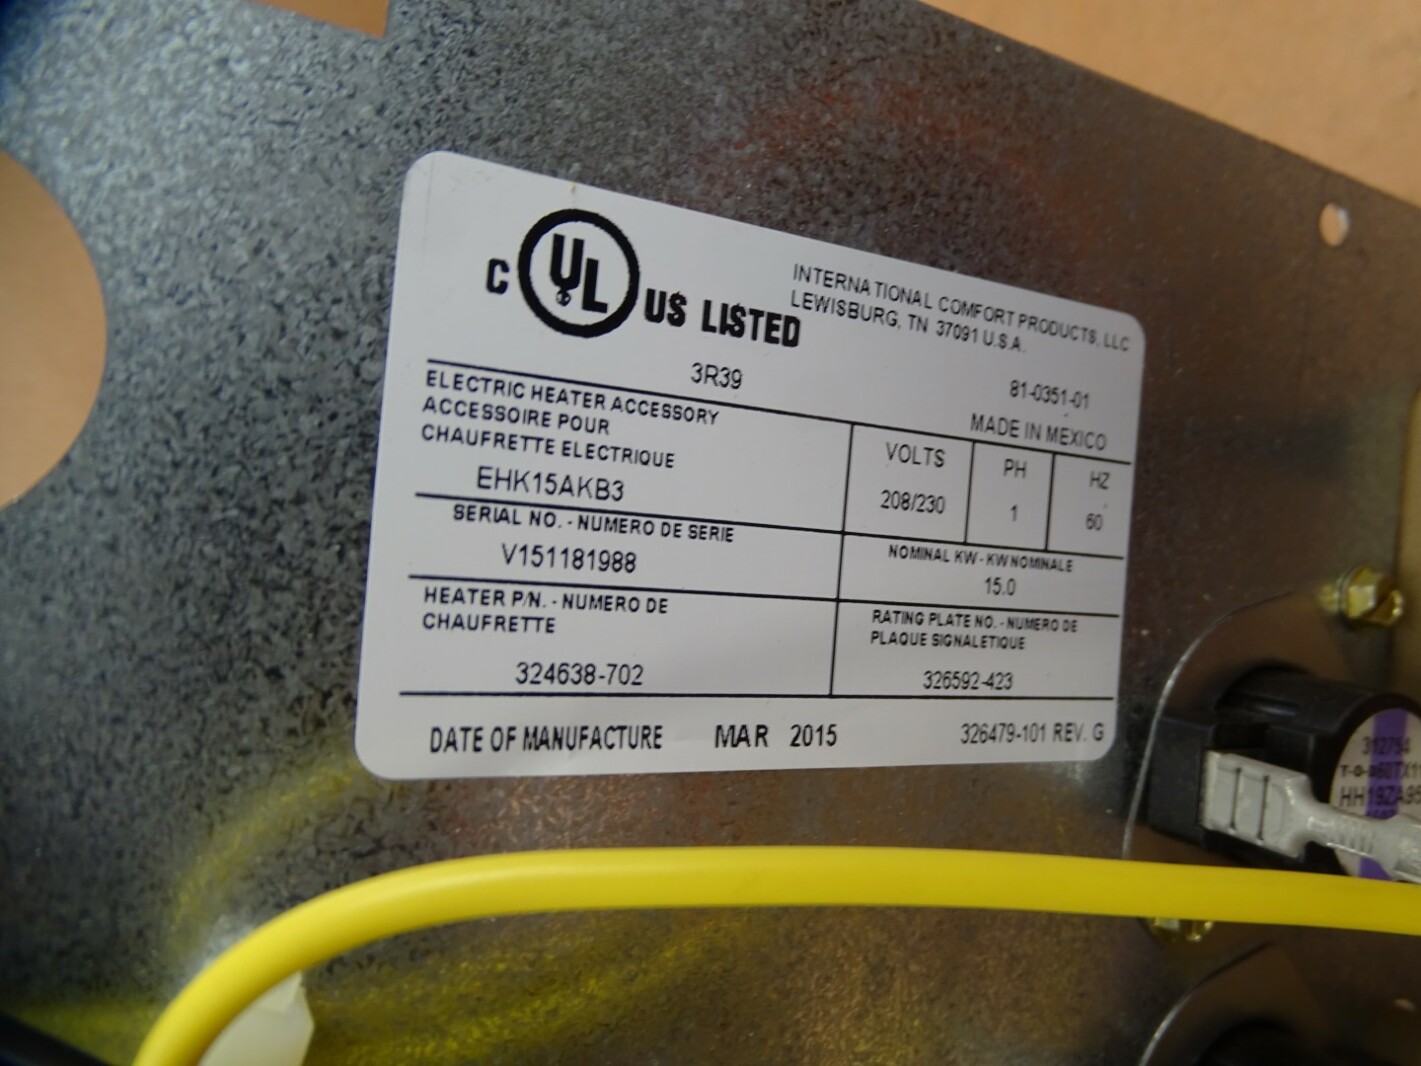 C UL US LISTED
INTERNATIONAL COMFORT PRODUCTS, LLC
LEWISBURG, TN 37091 U.S.A.
3R39
81-0351-01
MADE IN MEXICO
ELECTRIC HEATER ACCESSORY
ACCESSOIRE POUR
CHAUFRETTE ELECTRIQUE
EHK15AKB3
VOLTS
208/230
PH
1
HZ
60
SERIAL NO. - NUMERO DE SERIE
V151181988
NOMINAL KW - KW NOMINALE
15.0
HEATER P/N. - NUMERO DE
CHAUFRETTE
324638-702
RATING PLATE NO. - NUMERO DE
PLAQUE SIGNALETIQUE
326592-423
DATE OF MANUFACTURE MAR 2015
326479-101 REV. G